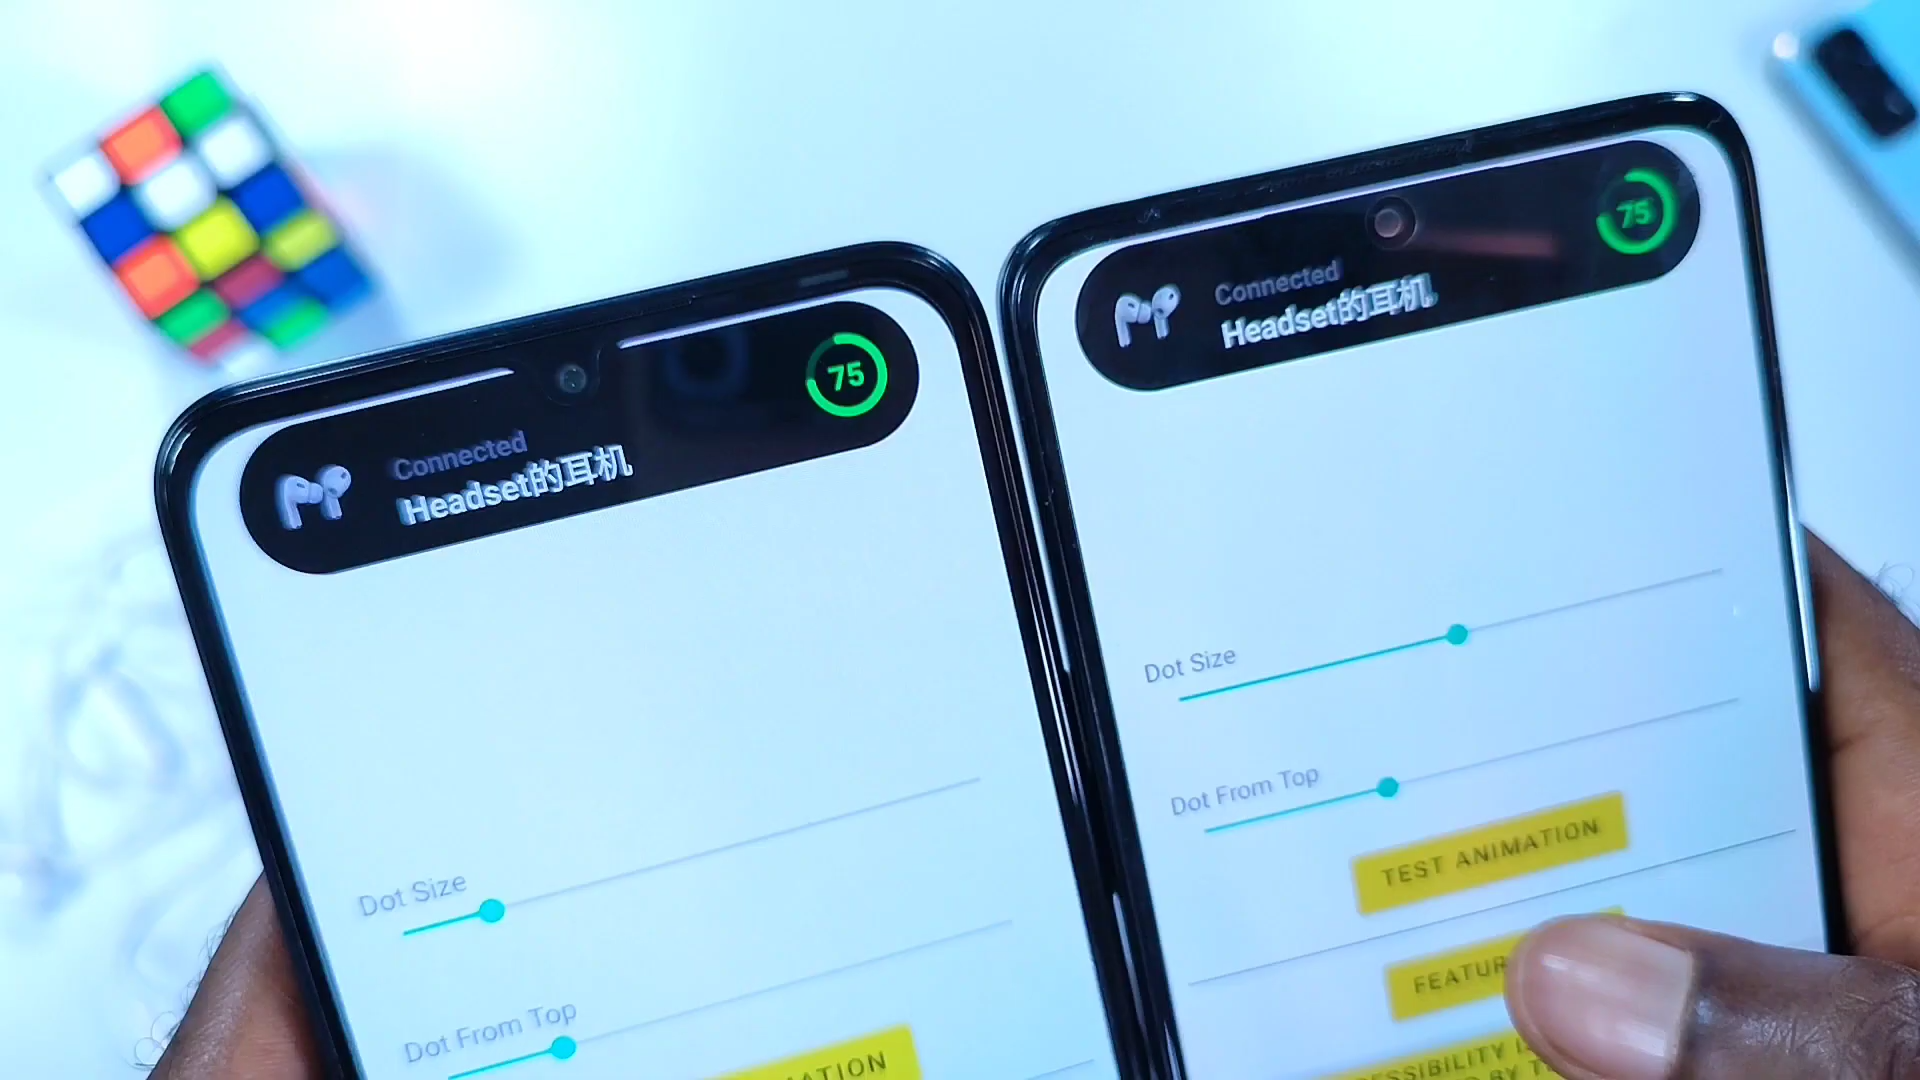 Connected
Headset的耳机
75
Dot Size
Dot From Top
Connected
Headset的耳机
75
Dot Size
Dot From Top
TEST ANIMATION